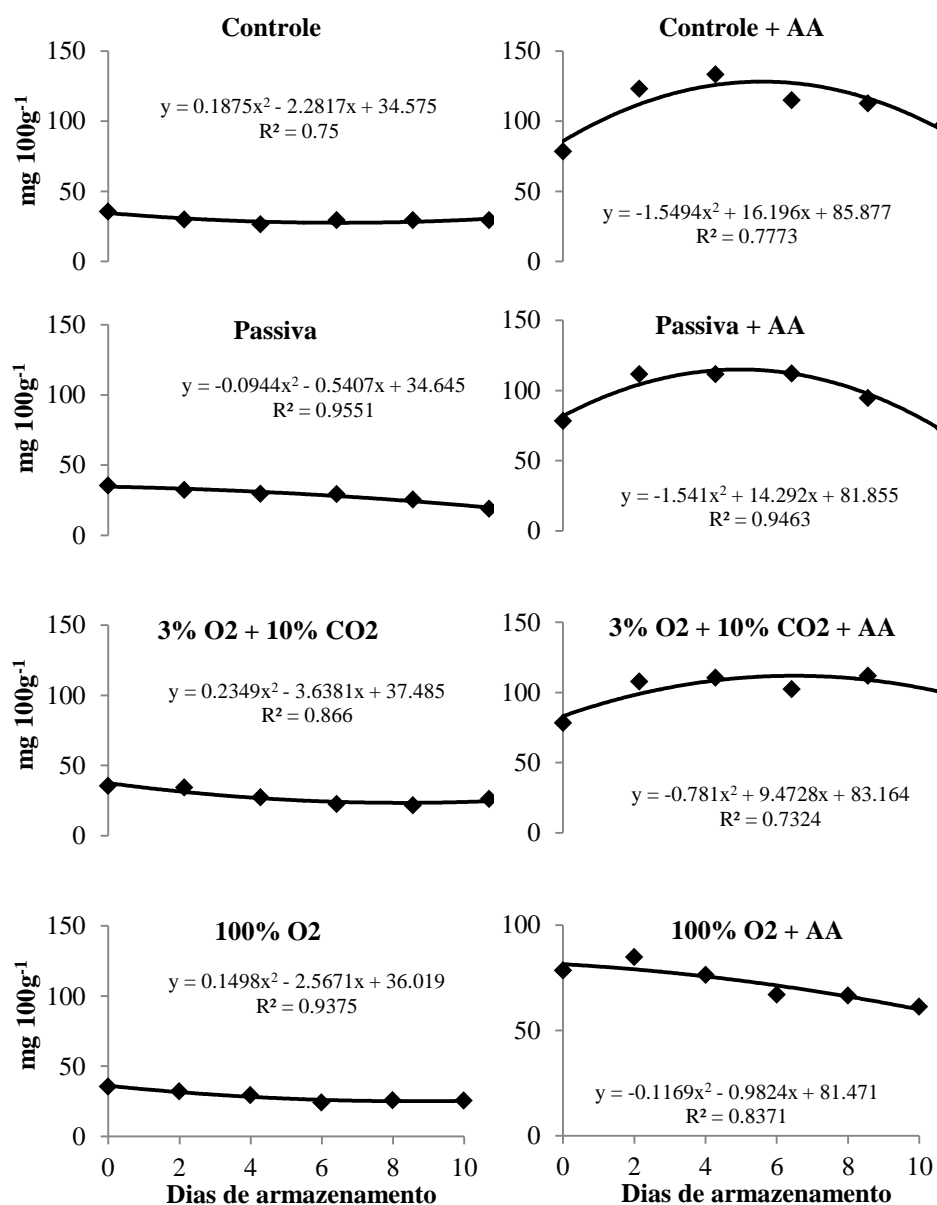 Controle
mg 100g⁻¹
150
100
50
0
y = 0.1875x² - 2.2817x + 34.575
R² = 0.75
Controle + AA
150
100
50
0
y = -1.5494x² + 16.196x + 85.877
R² = 0.7773
Passiva
mg 100g⁻¹
150
100
50
0
y = -0.0944x² - 0.5407x + 34.645
R² = 0.9551
Passiva + AA
150
100
50
0
y = -1.541x² + 14.292x + 81.855
R² = 0.9463
3% O2 + 10% CO2
mg 100g⁻¹
150
100
50
0
y = 0.2349x² - 3.6381x + 37.485
R² = 0.866
3% O2 + 10% CO2 + AA
150
100
50
0
y = -0.781x² + 9.4728x + 83.164
R² = 0.7324
100% O2
mg 100g⁻¹
150
100
50
0
y = 0.1498x² - 2.5671x + 36.019
R² = 0.9375
0 2 4 6 8 10
Dias de armazenamento
100% O2 + AA
100
50
0
y = -0.1169x² - 0.9824x + 81.471
R² = 0.8371
0 2 4 6 8 10
Dias de armazenamento